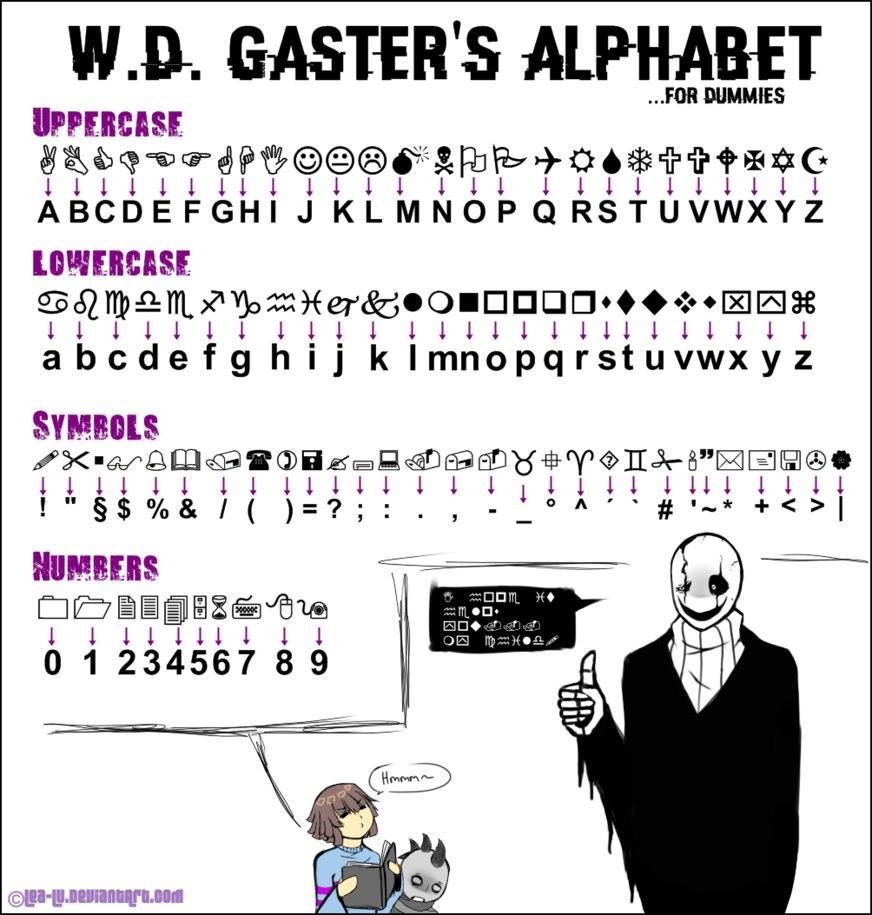 W.D. GASTER'S ALPHABET
...FOR DUMMIES
UPPERCASE
✌👌👍👎☜☞☝☟🖐☺😐☹💣☠⚐🏱✈☼💧❄🕆✞🕈✠✡☪
A B C D E F G H I J K L M N O P Q R S T U V W X Y Z
LOWERCASE
♋♌♍♎♏♐♑♒♓🙰🙵●❍■□◻❑❒⬧⧫◆❖⬥⌧⍓⌘
a b c d e f g h i j k l m n o p q r s t u v w x y z
SYMBOLS
🖉✂▪👓🕭🕮📪☎✆🖬✍🖃💻📬📫📭♉⌖♈⯑♊✁🕯❞🖂🖃🖫✇❀
! " § $ % & / ( ) = ? ; : . , - _ ° ^ ´ ` # ' ~ * + < > |
NUMBERS
🗀🗁🗎🗏🗐🗄⌛🖮🖰🖲
0 1 2 3 4 5 6 7 8 9
🖐 ♒□◻♏ ♓⧫
♒♏●◻⬧
⍓□◆📬📬📬
❍⍓ ♍♒♓●♎🖉
Hmmm~
©Lea-lu.deviantart.com